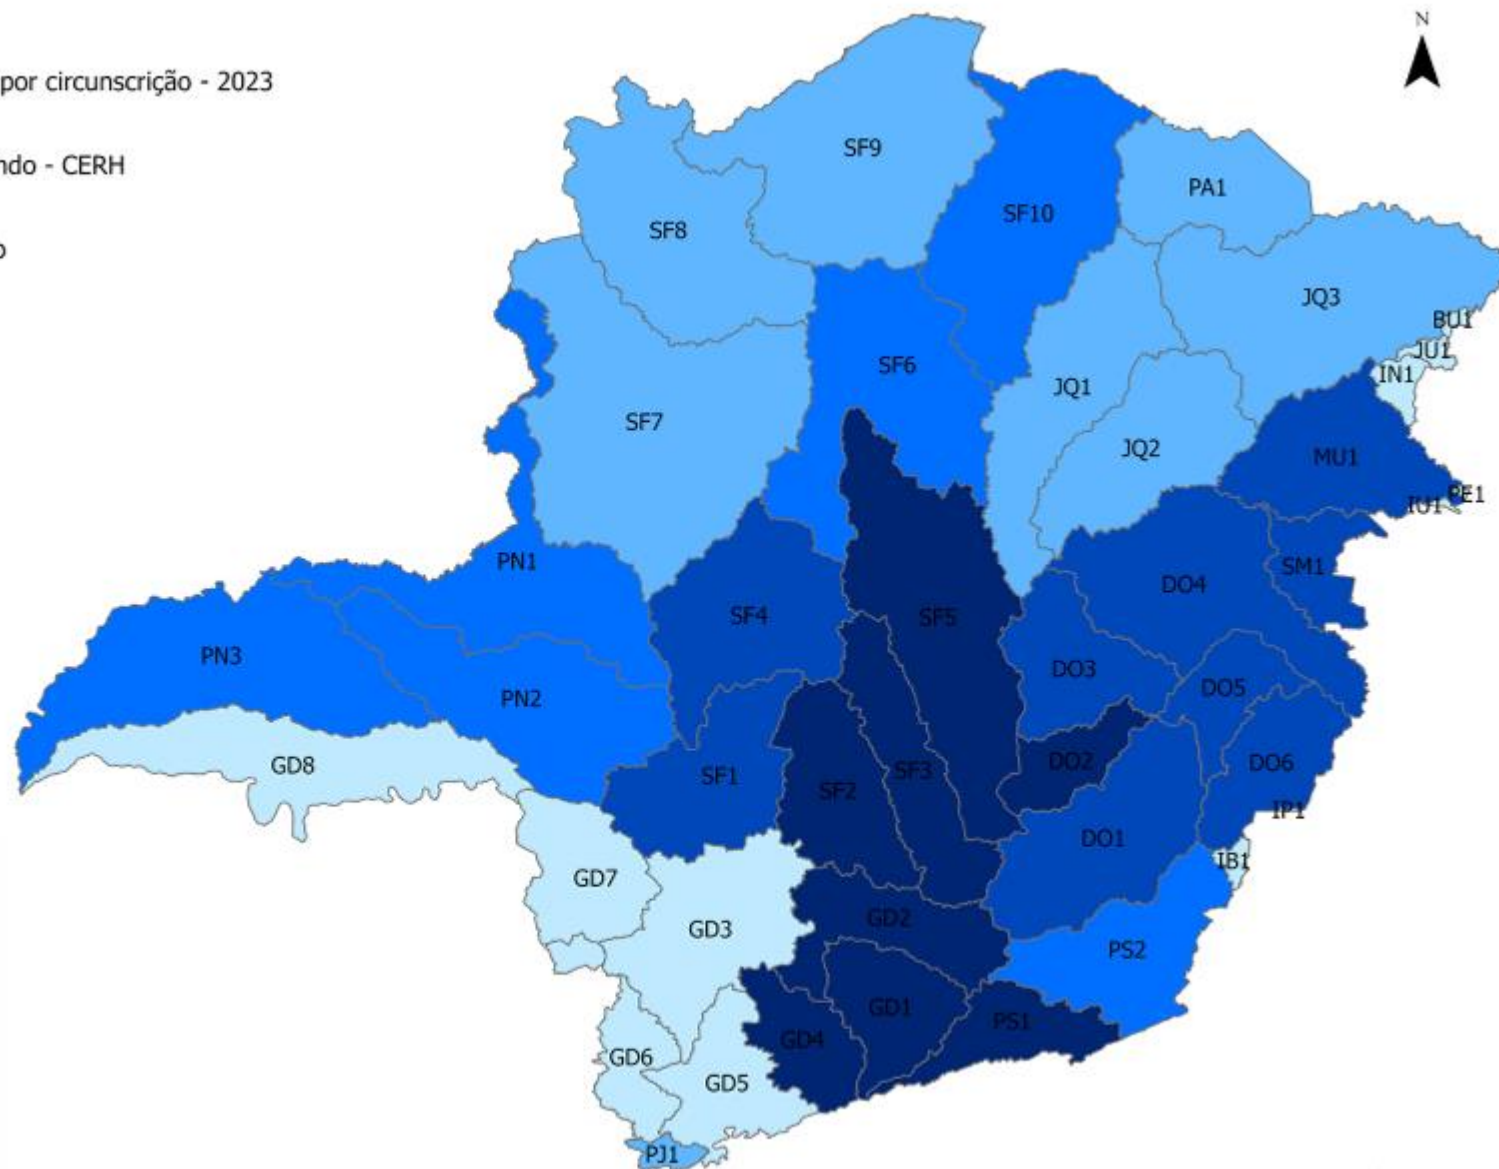 N
por circunscrição - 2023
ndo - CERH
o
SF9
PA1
SF10
SF8
JQ3
BU1
JU1
SF6
IN1
JQ1
SF7
JQ2
MU1
PE1
IU1
PN1
SM1
DO4
SF4
SF5
PN3
DO3
DO5
PN2
GD8
DO2
DO6
SF3
SF1
SF2
IP1
DO1
IB1
GD7
GD2
GD3
PS2
GD1
PS1
GD4
GD6
GD5
PJ1